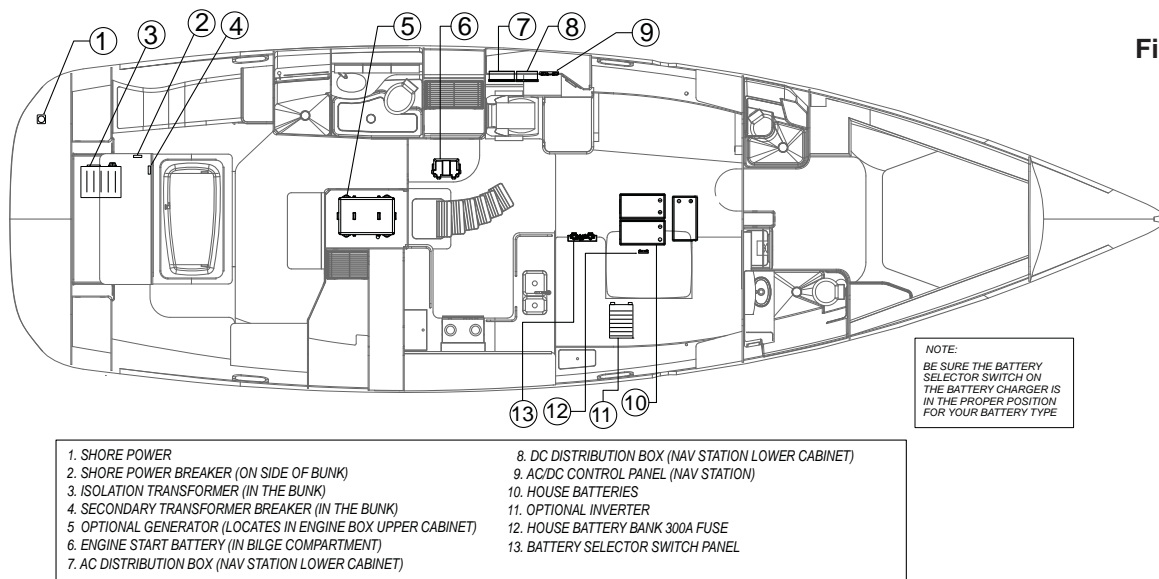 1
3
2
4
5
6
7
8
9
Fi
13
12
11
10
NOTE:
BE SURE THE BATTERY
SELECTOR SWITCH ON
THE BATTERY CHARGER IS
IN THE PROPER POSITION
FOR YOUR BATTERY TYPE
1. SHORE POWER
2. SHORE POWER BREAKER (ON SIDE OF BUNK)
3. ISOLATION TRANSFORMER (IN THE BUNK)
4. SECONDARY TRANSFORMER BREAKER (IN THE BUNK)
5 OPTIONAL GENERATOR (LOCATES IN ENGINE BOX UPPER CABINET)
6. ENGINE START BATTERY (IN BILGE COMPARTMENT)
7. AC DISTRIBUTION BOX (NAV STATION LOWER CABINET)
8. DC DISTRIBUTION BOX (NAV STATION LOWER CABINET)
9. AC/DC CONTROL PANEL (NAV STATION)
10. HOUSE BATTERIES
11. OPTIONAL INVERTER
12. HOUSE BATTERY BANK 300A FUSE
13. BATTERY SELECTOR SWITCH PANEL